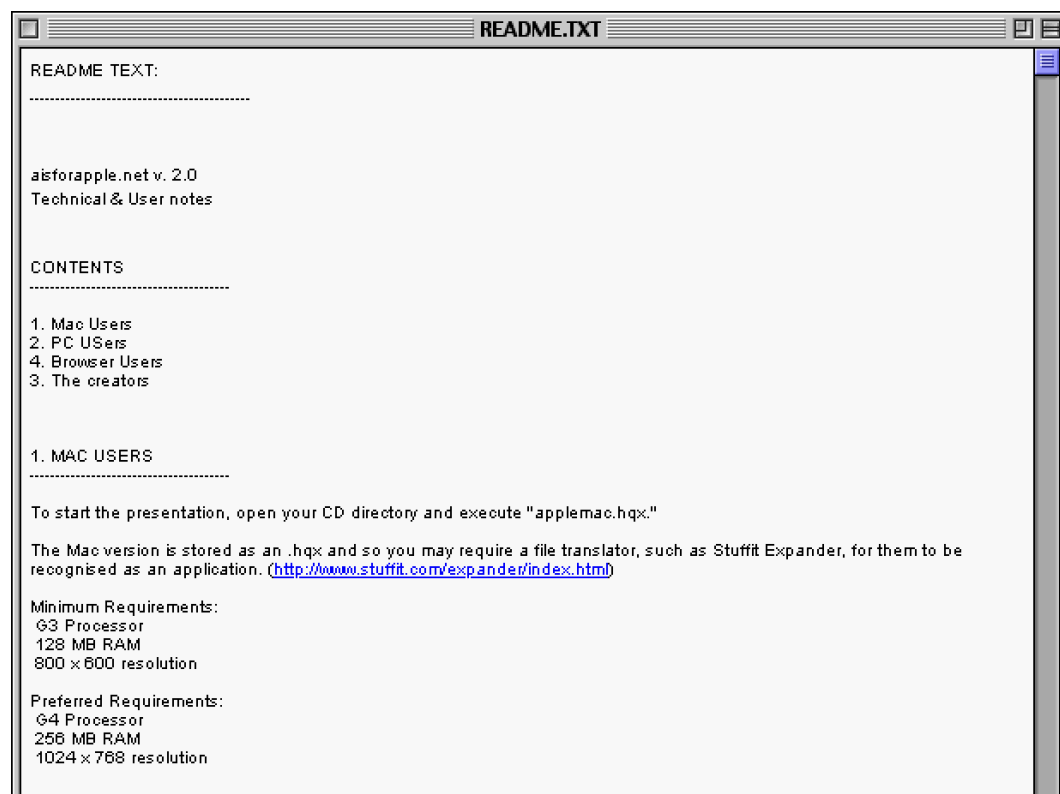 README.TXT
README TEXT:
-------------------------------------------
aisforapple.net v. 2.0
Technical & User notes
CONTENTS
---------------------------------------
1. Mac Users
2. PC USers
4. Browser Users
3. The creators
1. MAC USERS
---------------------------------------
To start the presentation, open your CD directory and execute "applemac.hqx."
The Mac version is stored as an .hqx and so you may require a file translator, such as Stuffit Expander, for them to be
recognised as an application. (http://www.stuffit.com/expander/index.html)
Minimum Requirements:
G3 Processor
128 MB RAM
800 x 600 resolution
Preferred Requirements:
G4 Processor
256 MB RAM
1024 x 768 resolution